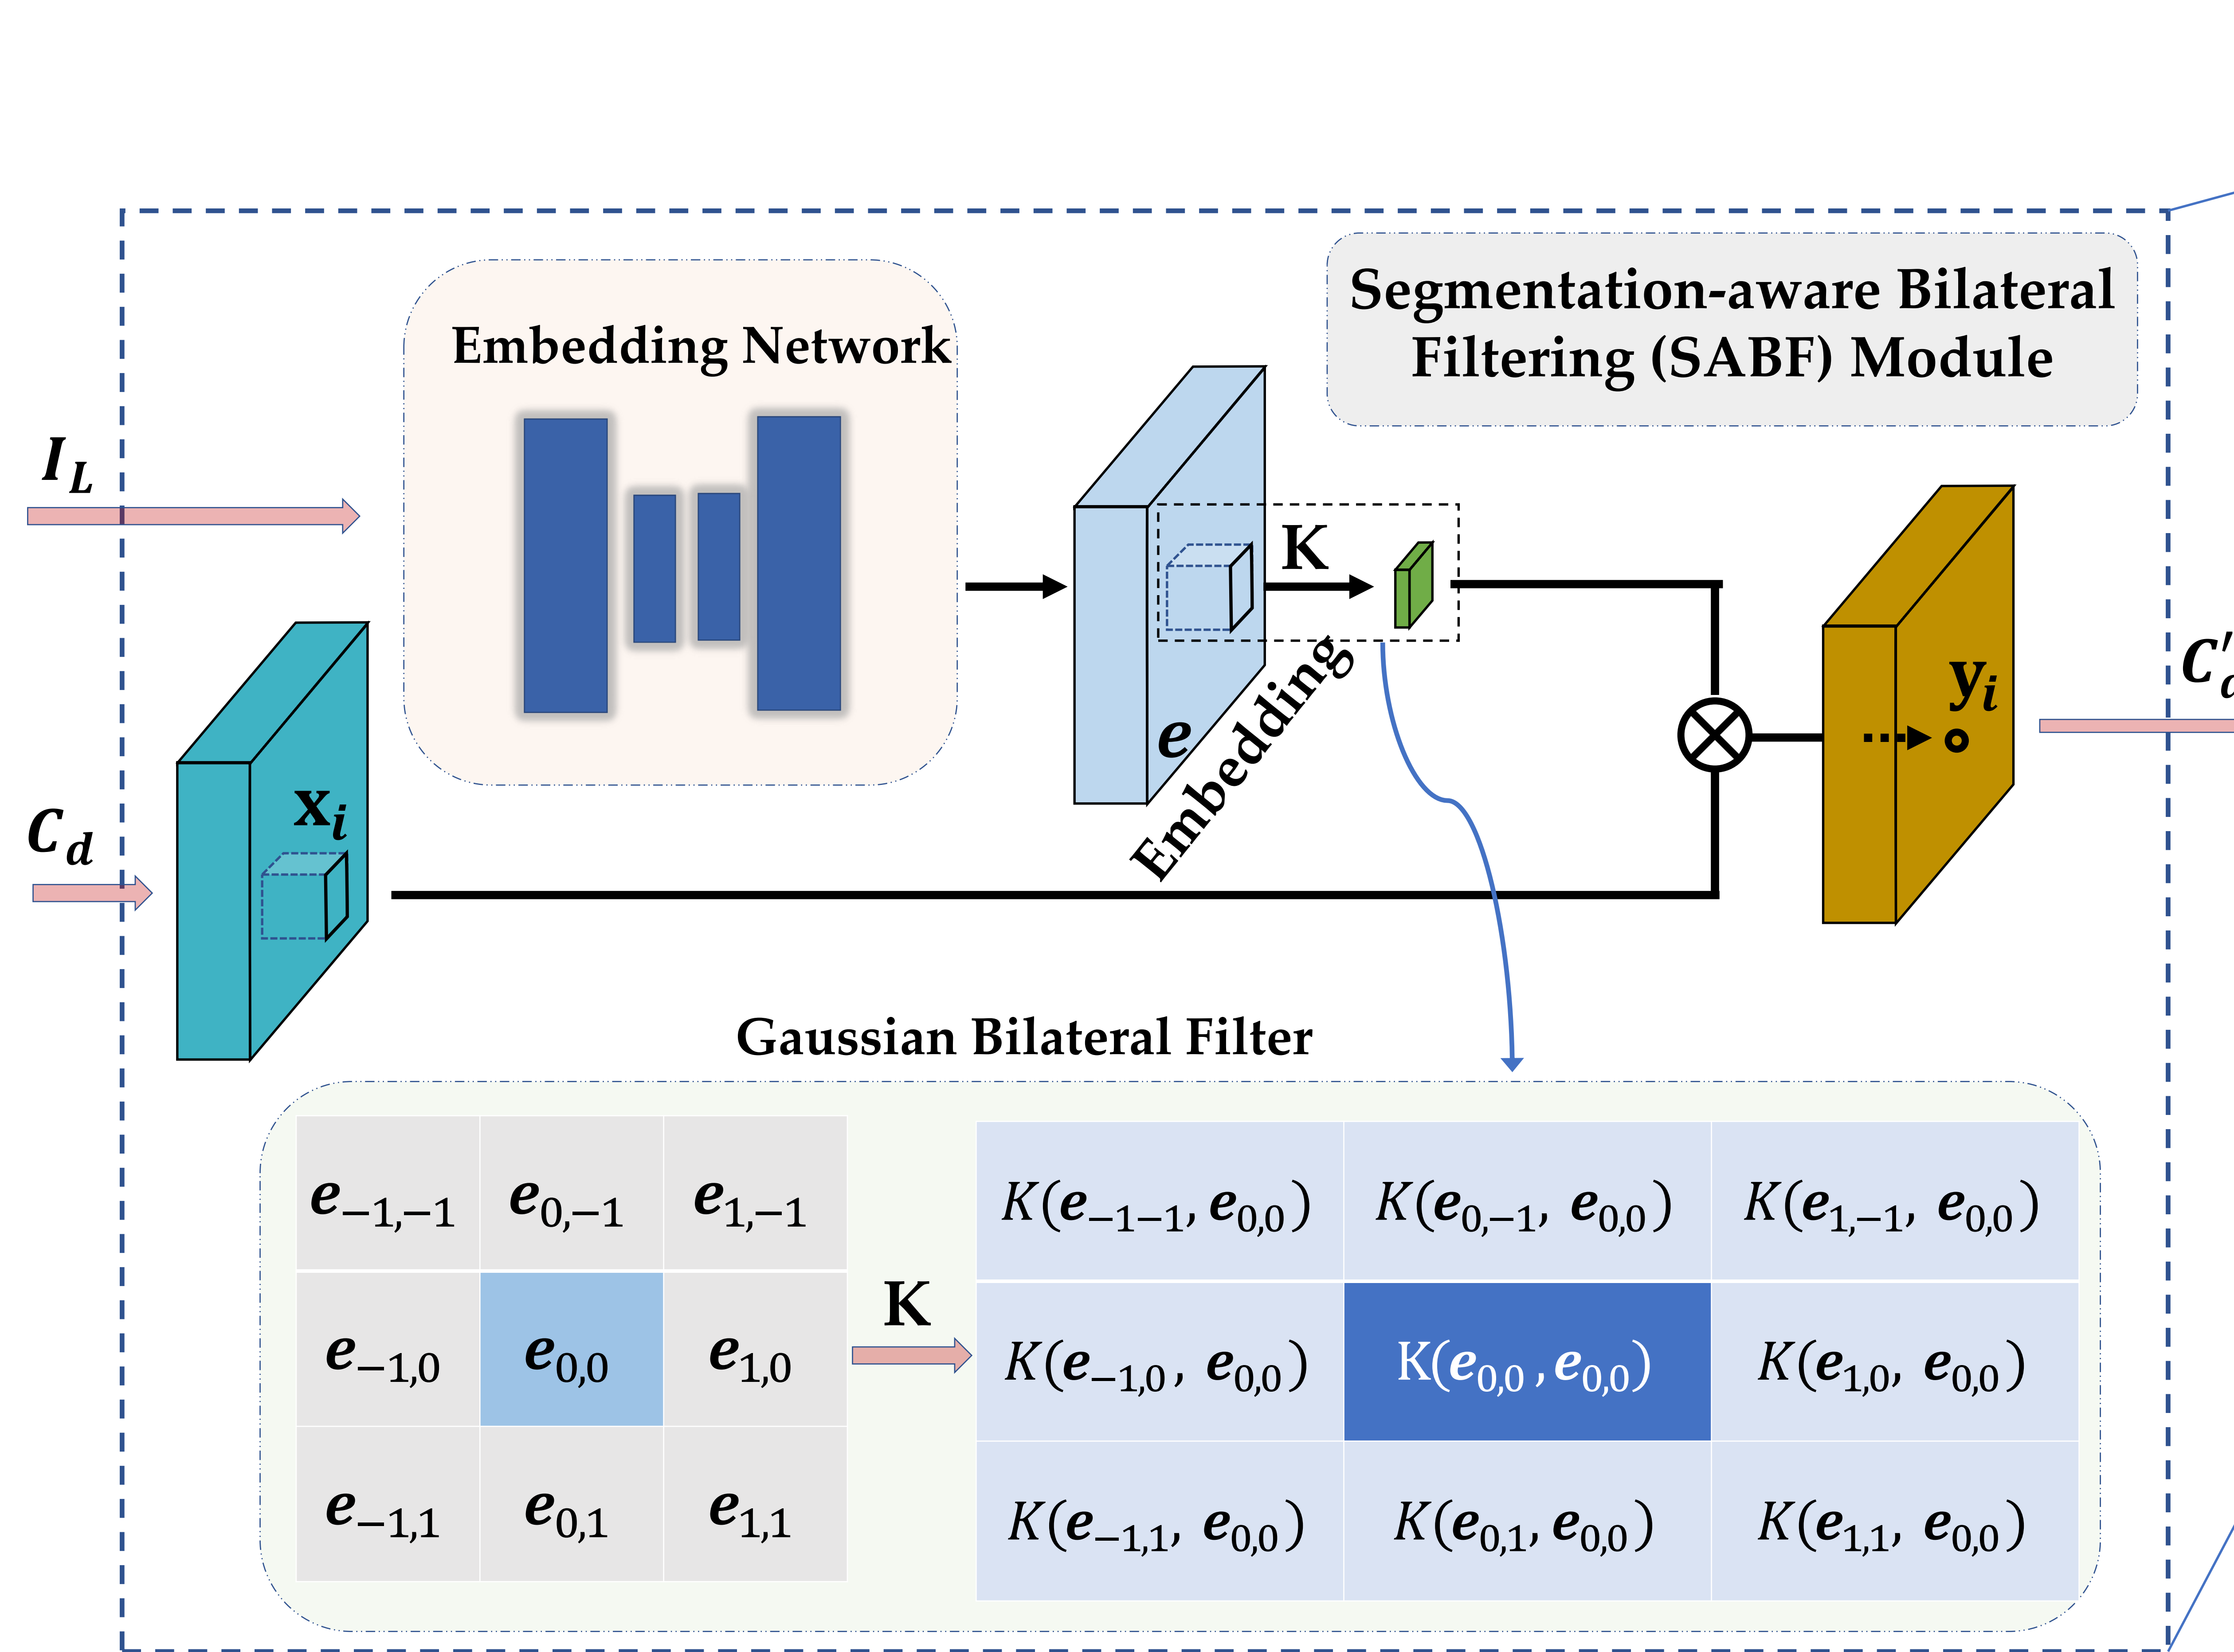 Segmentation-aware Bilateral
Filtering (SABF) Module
Embedding Network
I_L
K
e
Embedding
C_d
x_i
y_i
C'_d
Gaussian Bilateral Filter
e_{−1,−1} e_{0,−1} e_{1,−1}
e_{−1,0} e_{0,0} e_{1,0}
e_{−1,1} e_{0,1} e_{1,1}
K
K(e_{−1−1}, e_{0,0}) K(e_{0,−1}, e_{0,0}) K(e_{1,−1}, e_{0,0})
K(e_{−1,0}, e_{0,0}) K(e_{0,0}, e_{0,0}) K(e_{1,0}, e_{0,0})
K(e_{−1,1}, e_{0,0}) K(e_{0,1}, e_{0,0}) K(e_{1,1}, e_{0,0})